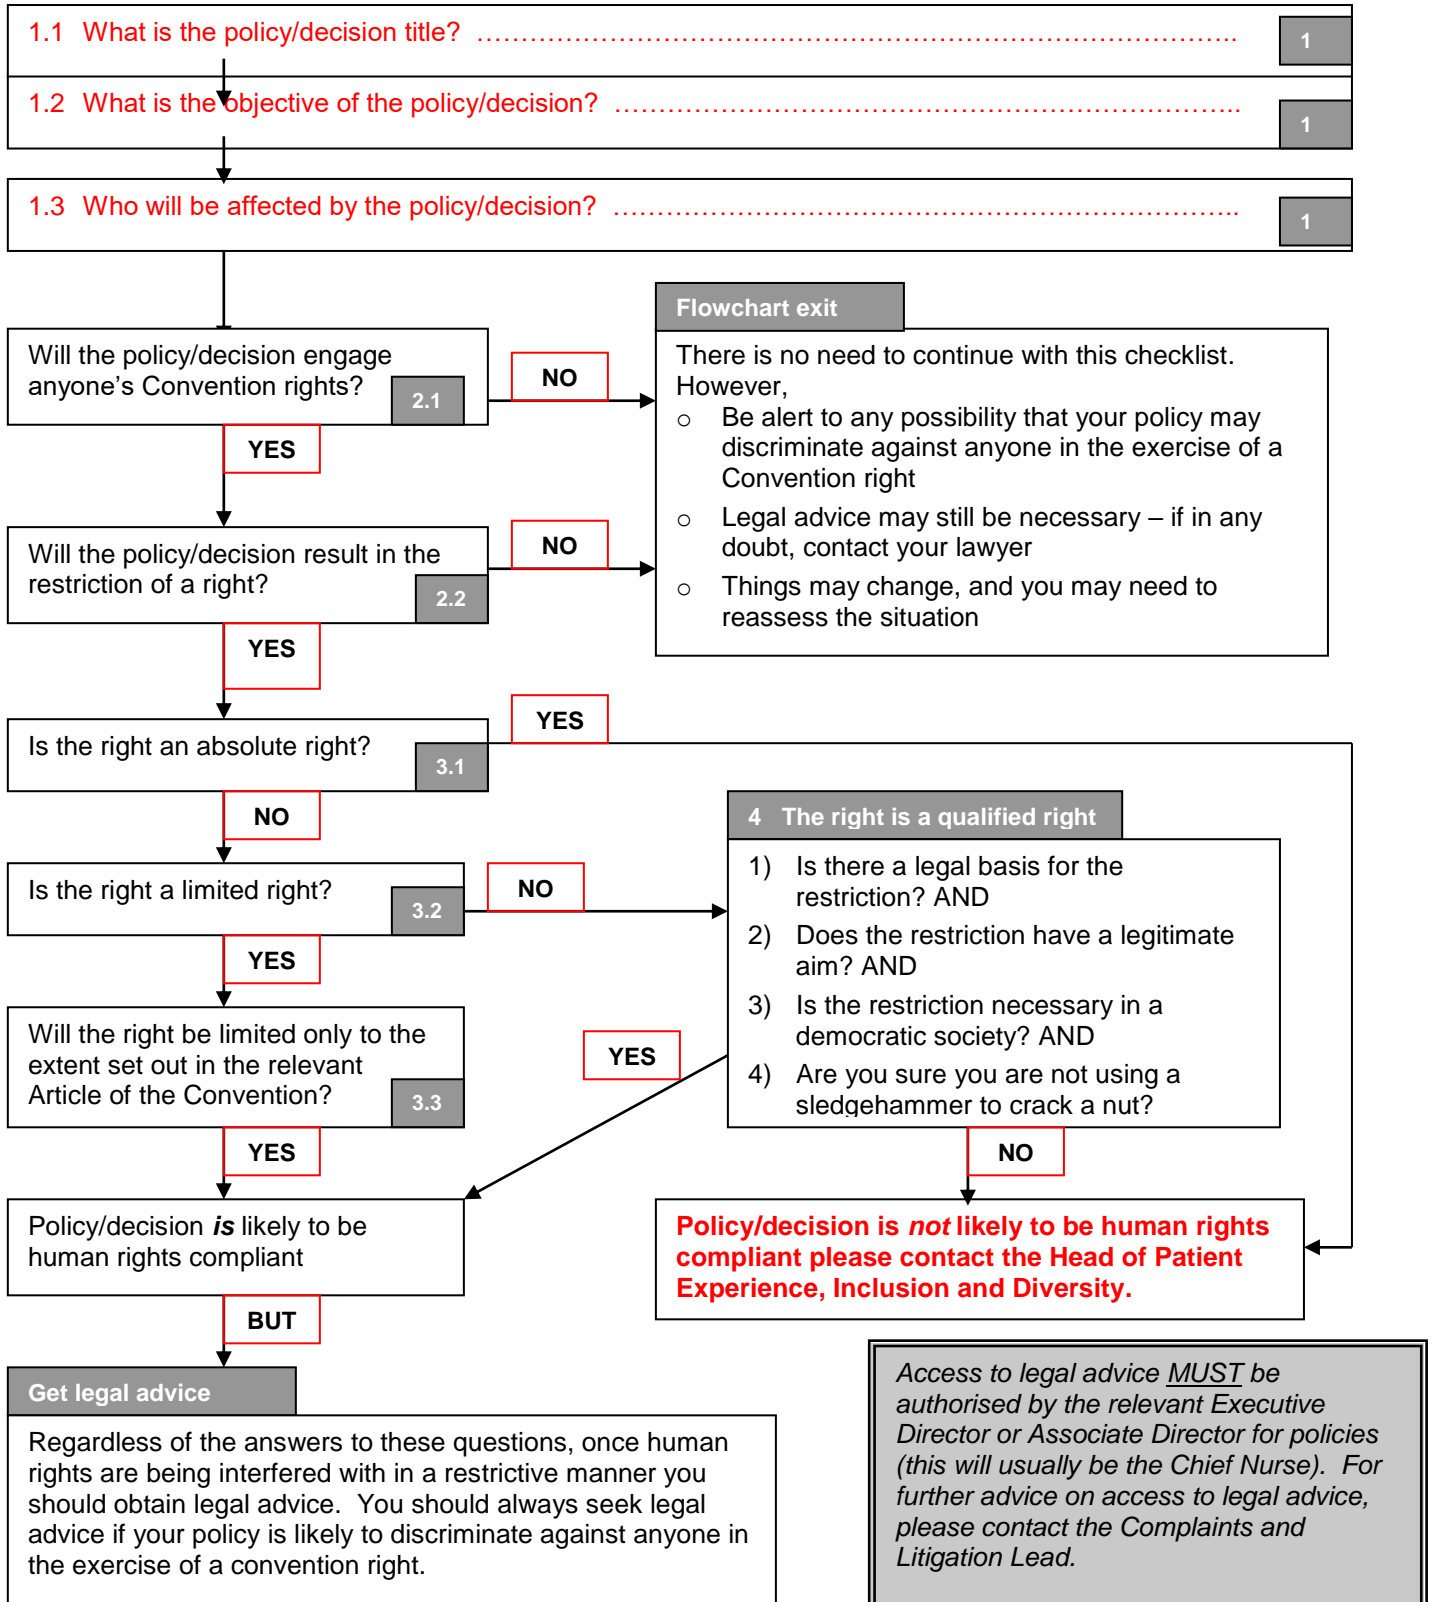 1.1 What is the policy/decision title? …………………………………………………………………………..
1
1.2 What is the objective of the policy/decision? ……………………………………………………………...
1
1.3 Who will be affected by the policy/decision? ……………………………………………………………..
1
Will the policy/decision engage
anyone’s Convention rights?
2.1
NO
YES
Flowchart exit
There is no need to continue with this checklist.
However,
o Be alert to any possibility that your policy may
discriminate against anyone in the exercise of a
Convention right
o Legal advice may still be necessary – if in any
doubt, contact your lawyer
o Things may change, and you may need to
reassess the situation
Will the policy/decision result in the
restriction of a right?
2.2
NO
YES
Is the right an absolute right?
3.1
YES
NO
Is the right a limited right?
3.2
NO
YES
4 The right is a qualified right
1) Is there a legal basis for the
restriction? AND
2) Does the restriction have a legitimate
aim? AND
3) Is the restriction necessary in a
democratic society? AND
4) Are you sure you are not using a
sledgehammer to crack a nut?
YES
NO
Will the right be limited only to the
extent set out in the relevant
Article of the Convention?
3.3
YES
Policy/decision is likely to be
human rights compliant
BUT
Policy/decision is not likely to be human rights
compliant please contact the Head of Patient
Experience, Inclusion and Diversity.
Get legal advice
Regardless of the answers to these questions, once human
rights are being interfered with in a restrictive manner you
should obtain legal advice. You should always seek legal
advice if your policy is likely to discriminate against anyone in
the exercise of a convention right.
Access to legal advice MUST be
authorised by the relevant Executive
Director or Associate Director for policies
(this will usually be the Chief Nurse). For
further advice on access to legal advice,
please contact the Complaints and
Litigation Lead.